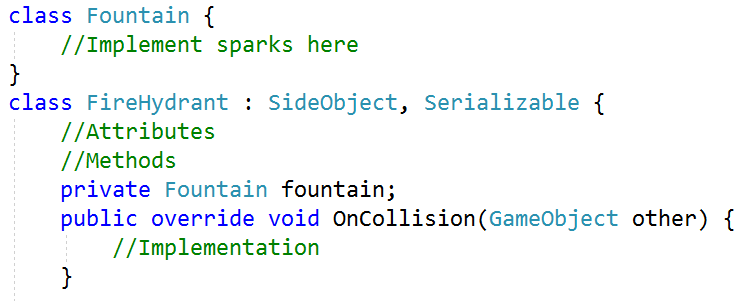 class Fountain {
//Implement sparks here
}
class FireHydrant : SideObject, Serializable {
//Attributes
//Methods
private Fountain fountain;
public override void OnCollision(GameObject other) {
//Implementation
}